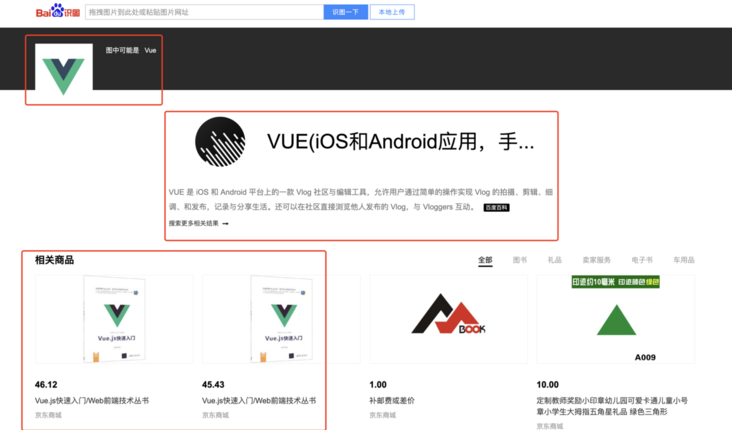 Bai 识图 拖拽图片到此处或粘贴图片网址 识图一下 本地上传
图中可能是 Vue
VUE(iOS和Android应用，手...
VUE 是 iOS 和 Android 平台上的一款 Vlog 社区与编辑工具，允许用户通过简单的操作实现 Vlog 的拍摄、剪辑、细
调、和发布，记录与分享生活。还可以在社区直接浏览他人发布的 Vlog，与 Vloggers 互动。 百度百科
搜索更多相关结果 →
相关商品 全部 图书 礼品 卖家服务 电子书 车用品
Vue.js快速入门
Vue.js快速入门
BOOK
印迹约10毫米 印迹颜色绿色
A009
46.12
Vue.js快速入门/Web前端技术丛书
京东商城
45.43
Vue.js快速入门/Web前端技术丛书
京东商城
1.00
补邮费或差价
京东商城
10.00
定制教师奖励小印章幼儿园可爱卡通儿童小号
章小学生大拇指五角星礼品 绿色三角形
京东商城